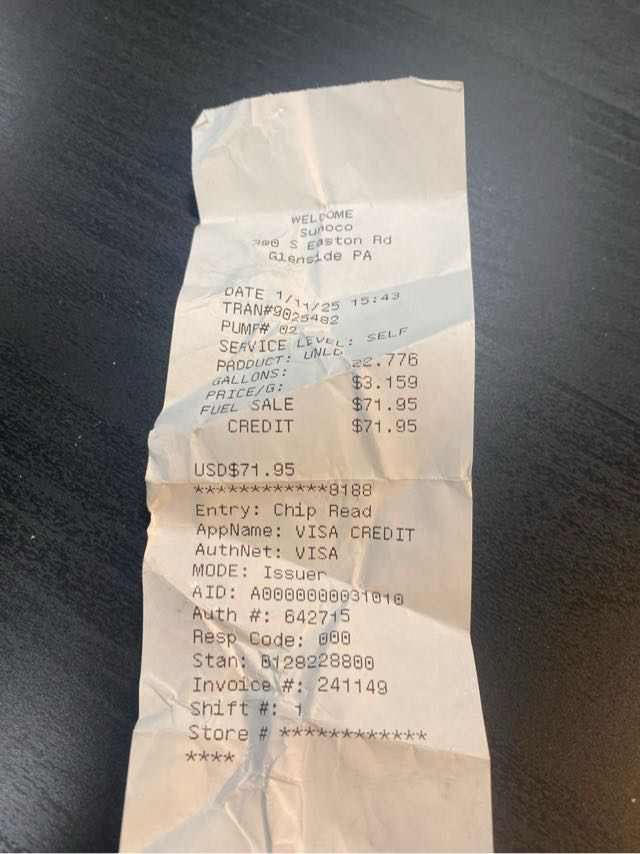 WELCOME
Sunoco
S Easton Rd
Glenside PA
DATE 1/11/25 15:43
TRAN#9025482
PUMP# 02
SERVICE LEVEL: SELF
PRODUCT: UNLD
GALLONS: 22.776
PRICE/G: $3.159
FUEL SALE $71.95
CREDIT $71.95
USD$71.95
************8188
Entry: Chip Read
AppName: VISA CREDIT
AuthNet: VISA
MODE: Issuer
AID: A0000000031010
Auth #: 642715
Resp Code: 000
Stan: 0128228800
Invoice #: 241149
Shift #: 1
Store # ************
****